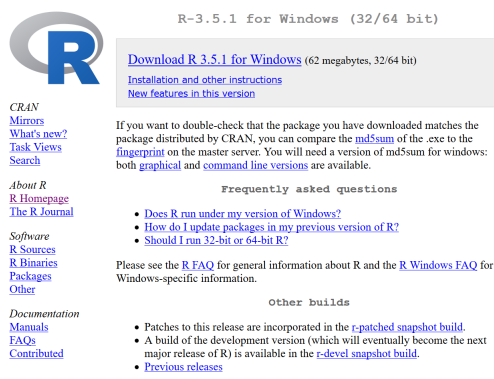 R
CRAN
Mirrors
What's new?
Task Views
Search
About R
R Homepage
The R Journal
Software
R Sources
R Binaries
Packages
Other
Documentation
Manuals
FAQs
Contributed
R-3.5.1 for Windows (32/64 bit)
Download R 3.5.1 for Windows (62 megabytes, 32/64 bit)
Installation and other instructions
New features in this version
If you want to double-check that the package you have downloaded matches the
package distributed by CRAN, you can compare the md5sum of the .exe to the
fingerprint on the master server. You will need a version of md5sum for windows:
both graphical and command line versions are available.
Frequently asked questions
• Does R run under my version of Windows?
• How do I update packages in my previous version of R?
• Should I run 32-bit or 64-bit R?
Please see the R FAQ for general information about R and the R Windows FAQ for
Windows-specific information.
Other builds
• Patches to this release are incorporated in the r-patched snapshot build.
• A build of the development version (which will eventually become the next
major release of R) is available in the r-devel snapshot build.
• Previous releases